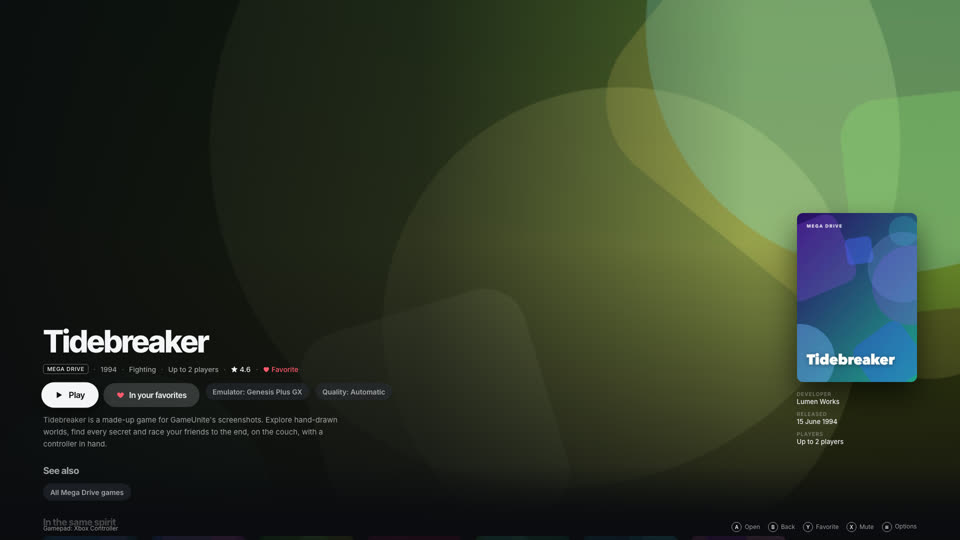 Tidebreaker
MEGA DRIVE · 1994 · Fighting · Up to 2 players · ★ 4.6 · Favorite
Play
In your favorites
Emulator: Genesis Plus GX
Quality: Automatic
Tidebreaker is a made-up game for GameUnite's screenshots. Explore hand-drawn
worlds, find every secret and race your friends to the end, on the couch, with a
controller in hand.
See also
All Mega Drive games
In the same spirit
Gamepad: Xbox Controller
MEGA DRIVE
Tidebreaker
DEVELOPER
Lumen Works
RELEASED
15 June 1994
PLAYERS
Up to 2 players
A Open B Back Y Favorite X Mute ≡ Options